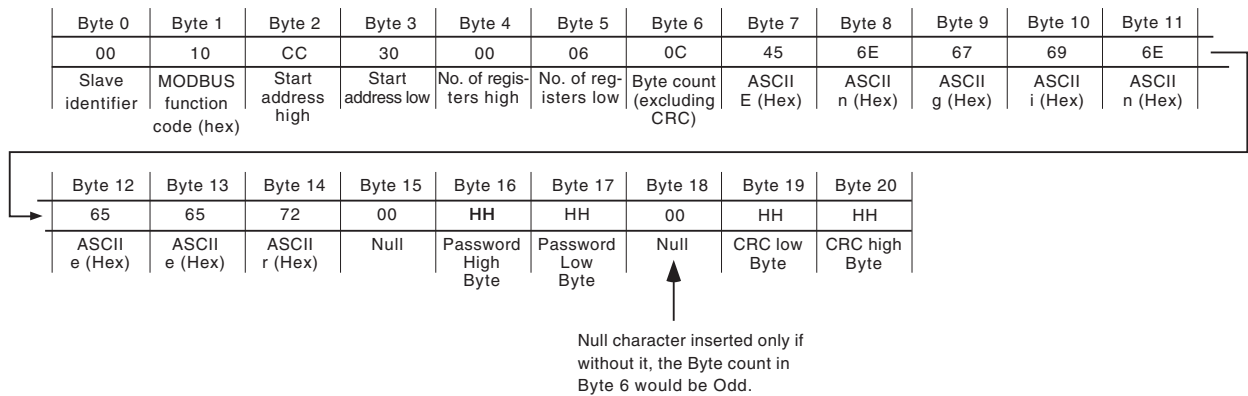 Byte 0 Byte 1 Byte 2 Byte 3 Byte 4 Byte 5 Byte 6 Byte 7 Byte 8 Byte 9 Byte 10 Byte 11
00 10 CC 30 00 06 0C 45 6E 67 69 6E
Slave MODBUS Start Start No. of regis- No. of reg- Byte count ASCII ASCII ASCII ASCII ASCII
identifier function address address low ters high isters low (excluding E (Hex) n (Hex) g (Hex) i (Hex) n (Hex)
code (hex) high CRC)
Byte 12 Byte 13 Byte 14 Byte 15 Byte 16 Byte 17 Byte 18 Byte 19 Byte 20
65 65 72 00 HH HH 00 HH HH
ASCII ASCII ASCII Null Password Password Null CRC low CRC high
e (Hex) e (Hex) r (Hex) High Low Byte Byte
Byte Byte
Null character inserted only if
without it, the Byte count in
Byte 6 would be Odd.